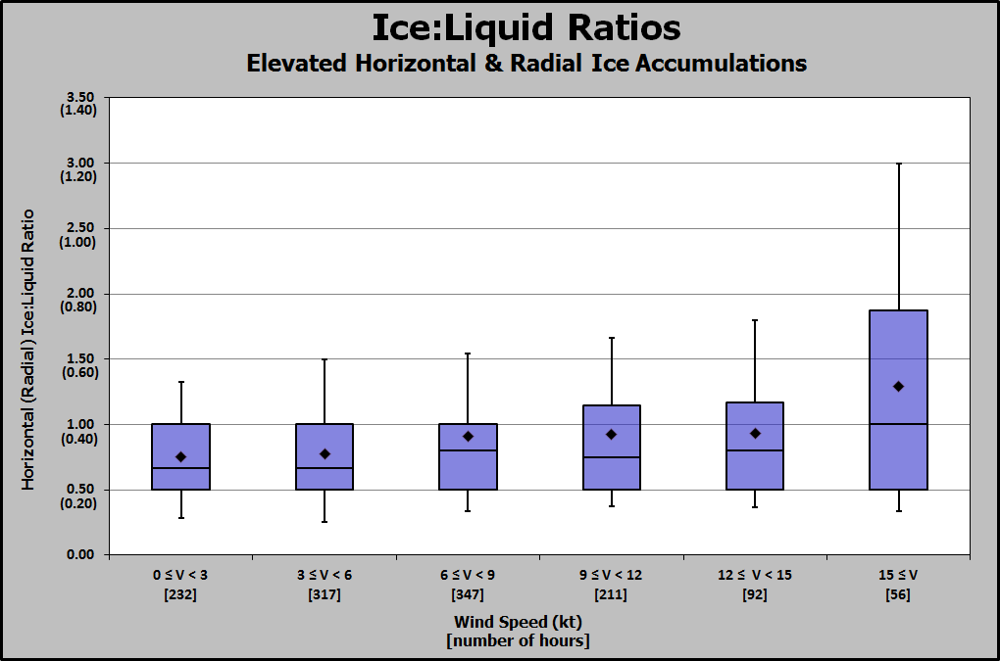 Ice:Liquid Ratios
Elevated Horizontal & Radial Ice Accumulations
3.50
(1.40)
3.00
(1.20)
2.50
(1.00)
2.00
(0.80)
1.50
(0.60)
1.00
(0.40)
0.50
(0.20)
0.00
Horizontal (Radial) Ice:Liquid Ratio
0 ≤ V < 3 3 ≤ V < 6 6 ≤ V < 9 9 ≤ V < 12 12 ≤ V < 15 15 ≤ V
[232] [317] [347] [211] [92] [56]
Wind Speed (kt)
[number of hours]